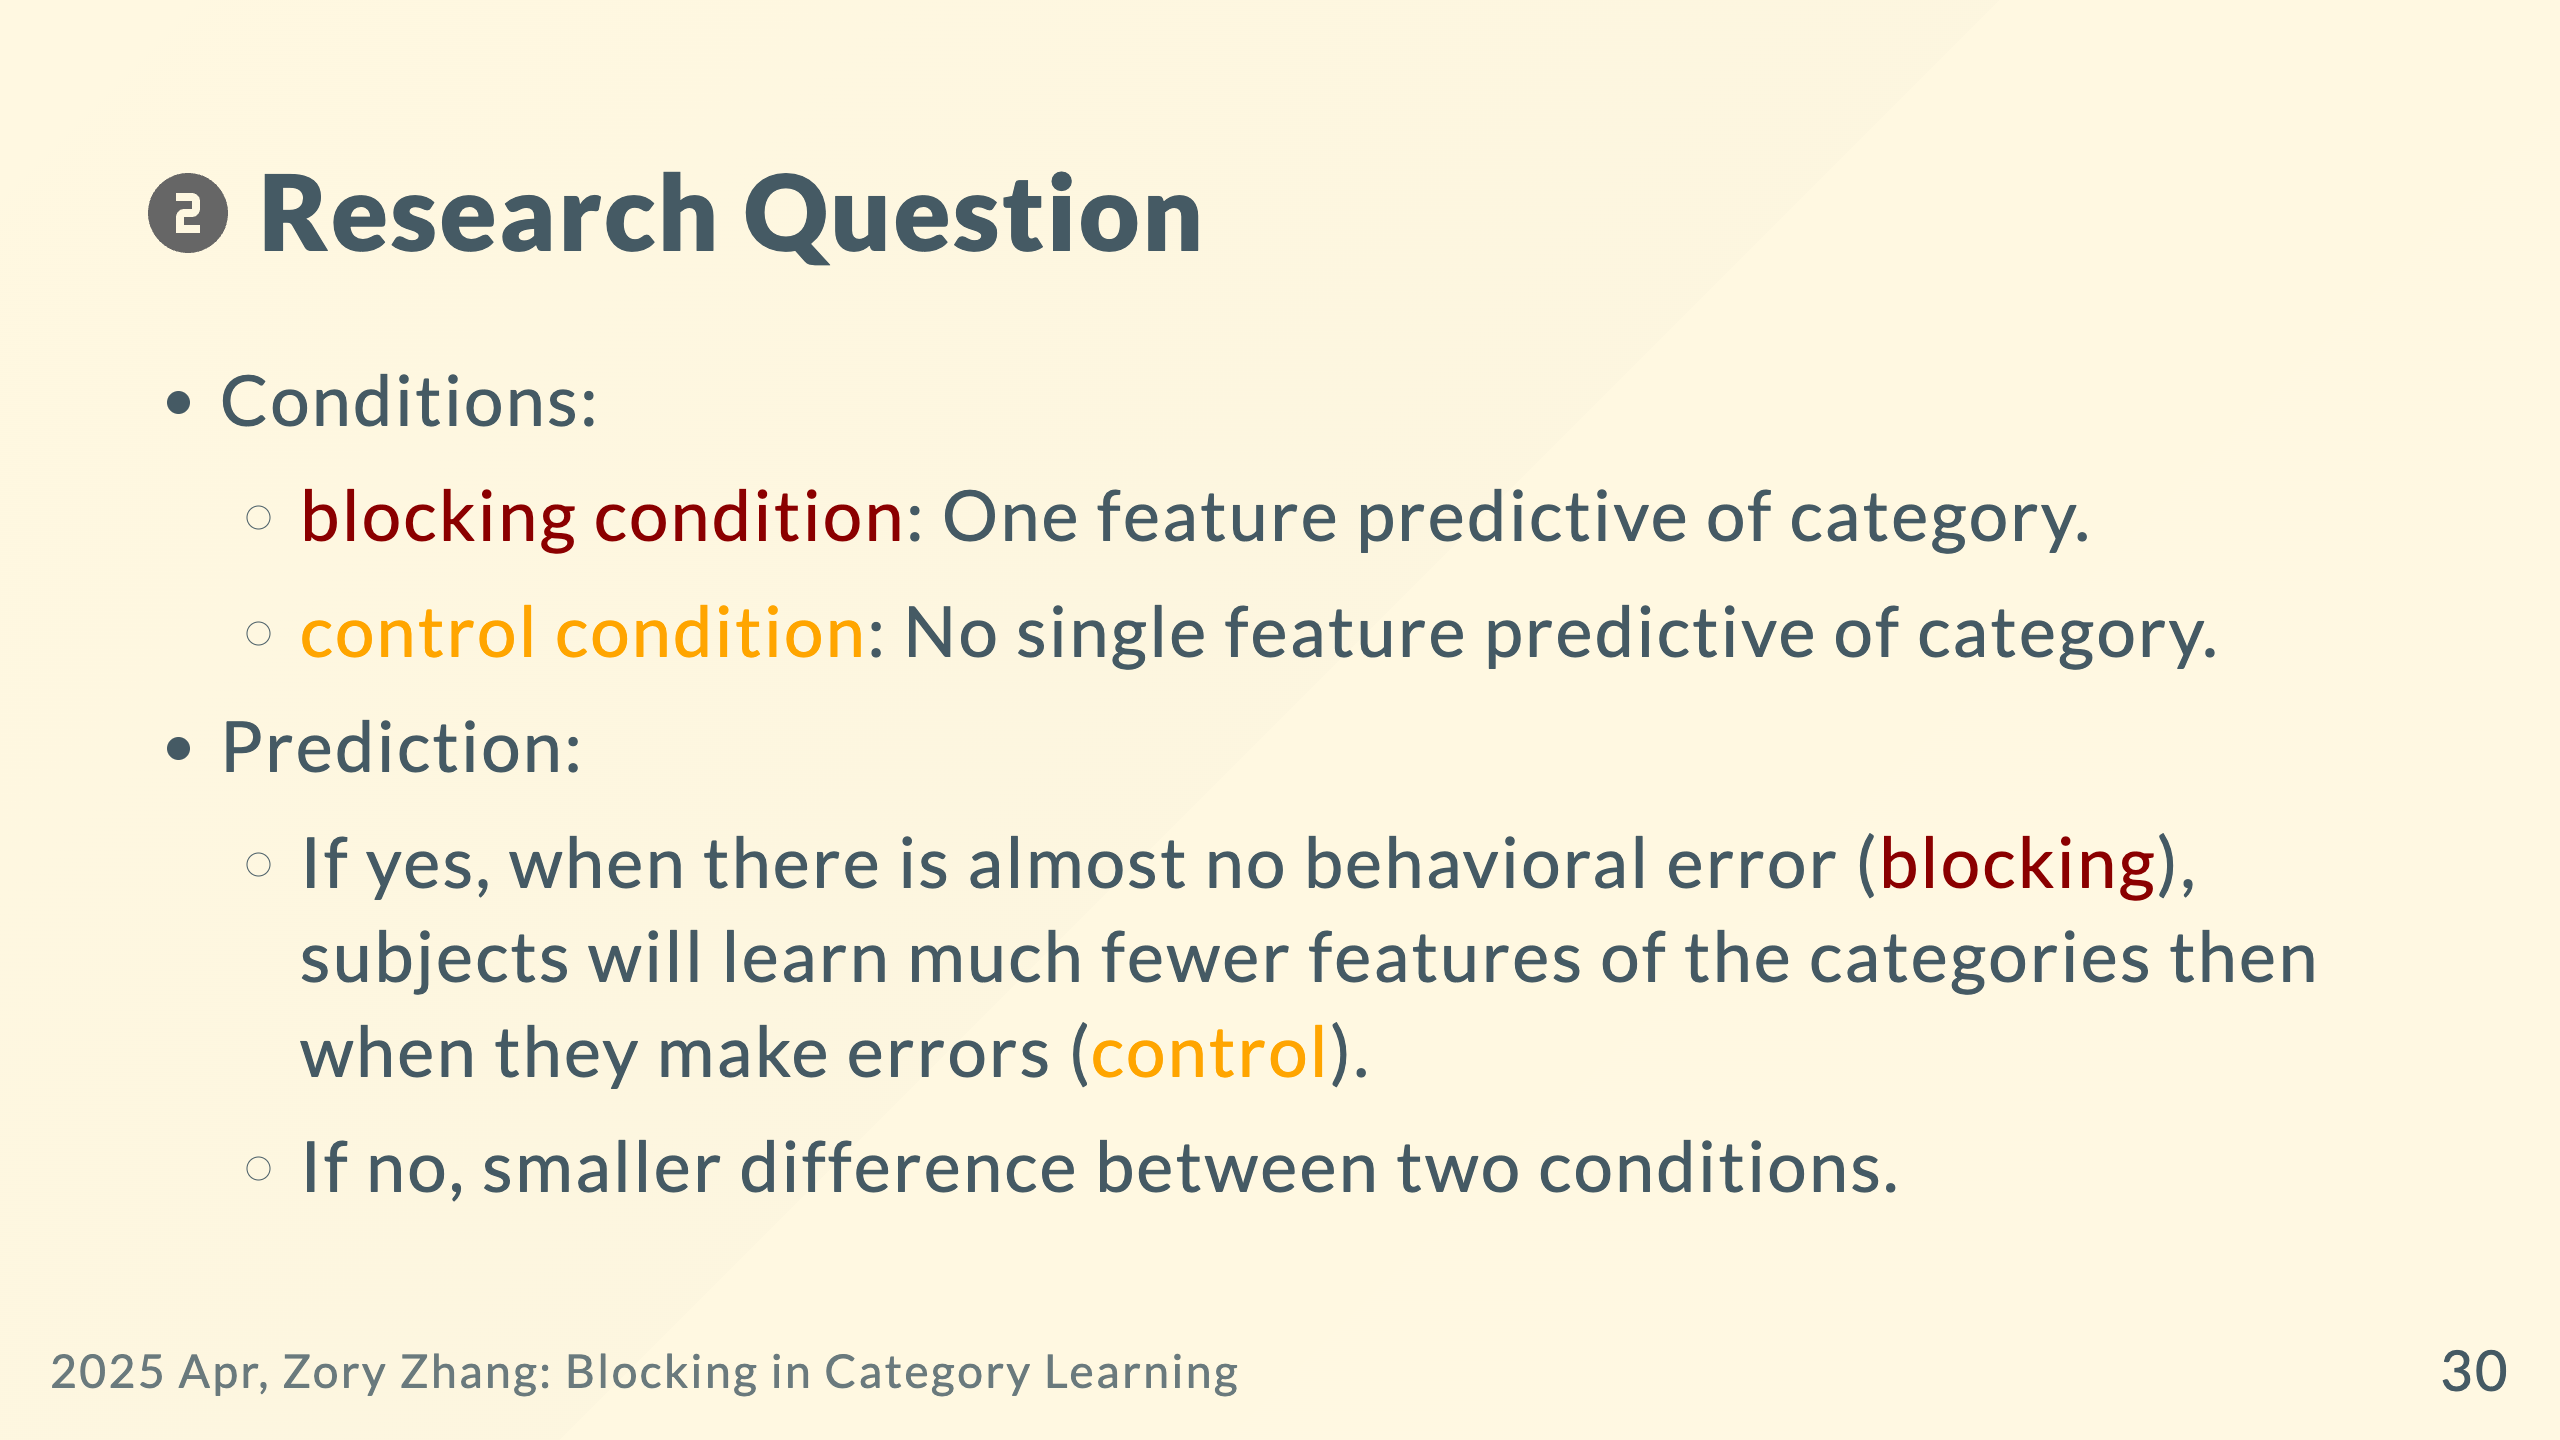 ❷ Research Question
• Conditions:
○ blocking condition: One feature predictive of category.
○ control condition: No single feature predictive of category.
• Prediction:
○ If yes, when there is almost no behavioral error (blocking),
subjects will learn much fewer features of the categories then
when they make errors (control).
○ If no, smaller difference between two conditions.
2025 Apr, Zory Zhang: Blocking in Category Learning
30